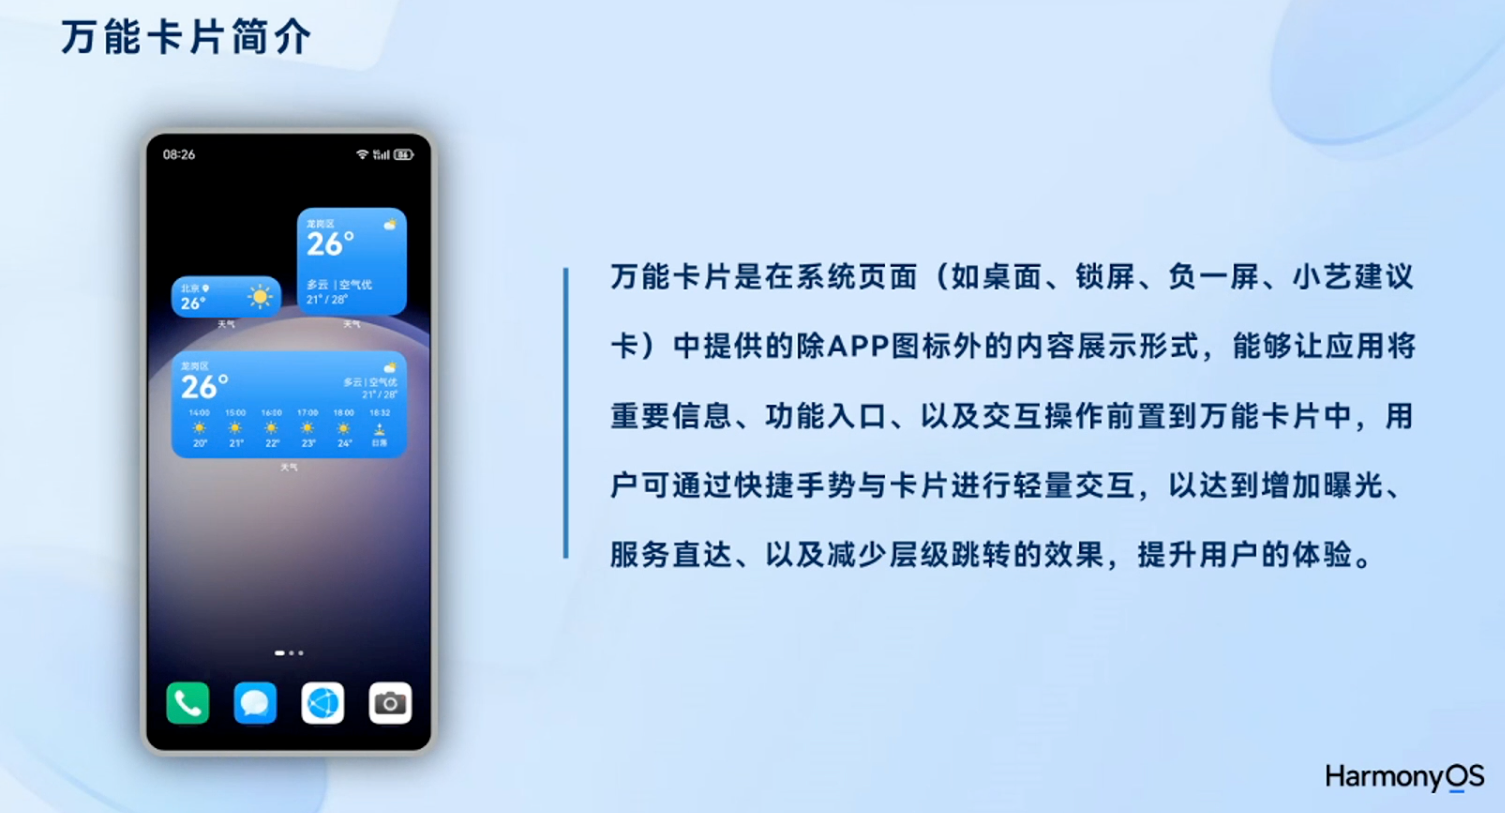 万能卡片简介
08:26
龙岗区
26°
多云 | 空气优
21°/ 28°
北京
26°
天气
天气
龙岗区
26°
多云 | 空气优
21°/ 28°
14:00 15:00 16:00 17:00 18:00 18:32
20° 21° 22° 23° 24° 日落
天气
万能卡片是在系统页面（如桌面、锁屏、负一屏、小艺建议
卡）中提供的除APP图标外的内容展示形式，能够让应用将
重要信息、功能入口、以及交互操作前置到万能卡片中，用
户可通过快捷手势与卡片进行轻量交互，以达到增加曝光、
服务直达、以及减少层级跳转的效果，提升用户的体验。
HarmonyOS